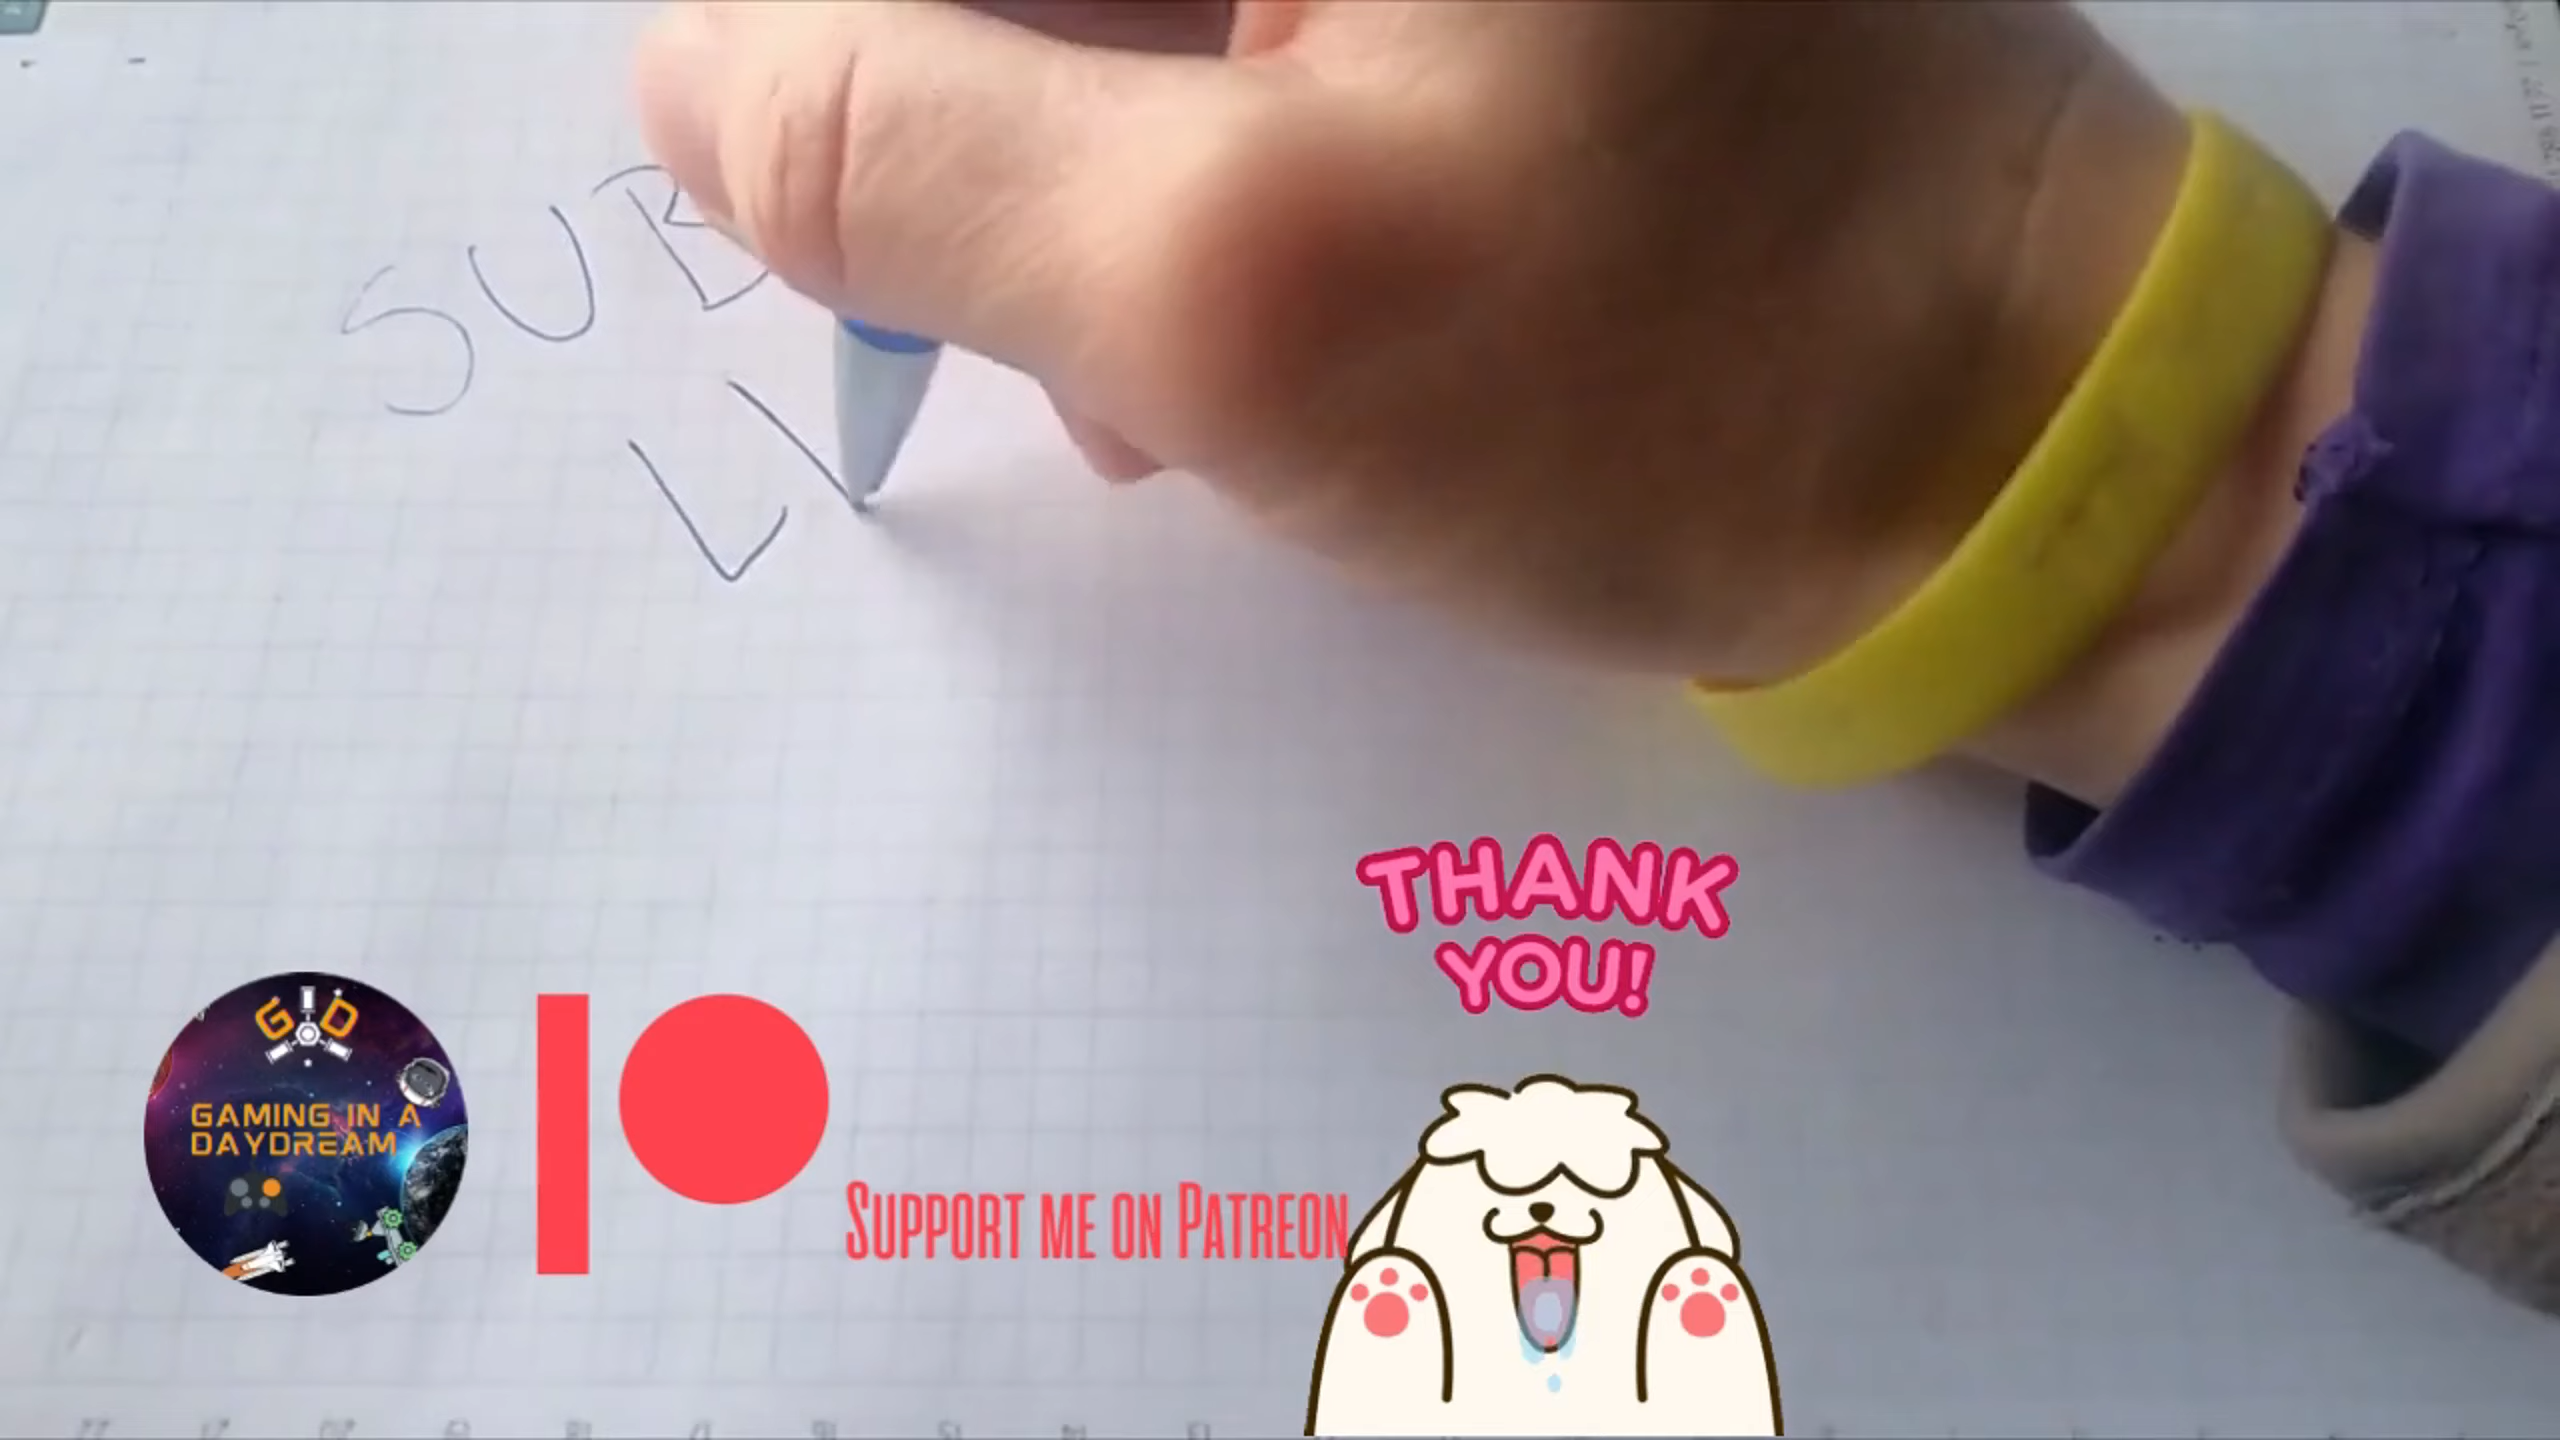 SUB
LI
THANK
YOU!
G D
GAMING IN A
DAYDREAM
SUPPORT ME ON PATREON